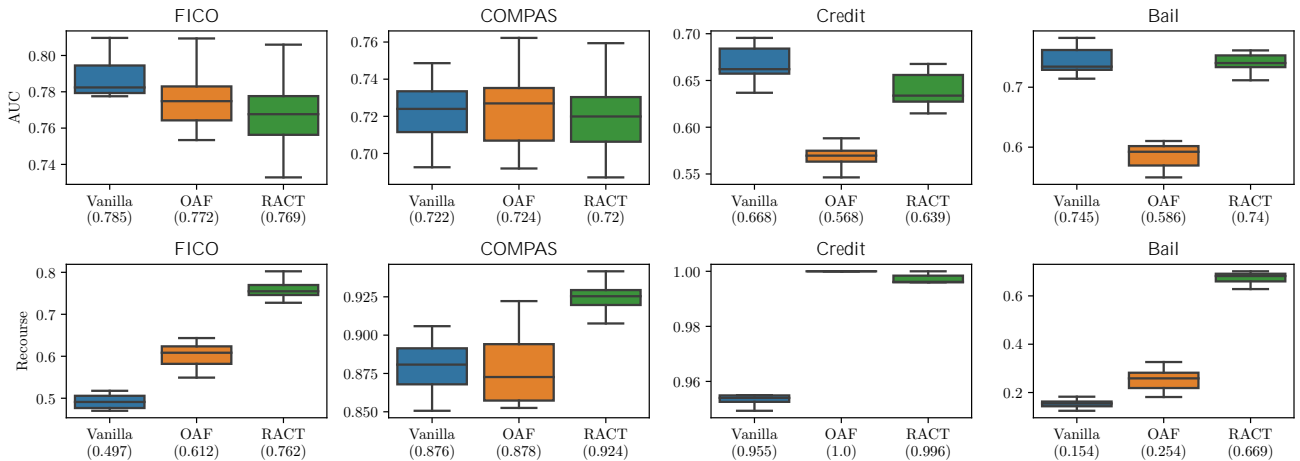 FICO
AUC
0.80
0.78
0.76
0.74
Vanilla OAF RACT
(0.785) (0.772) (0.769)
COMPAS
0.76
0.74
0.72
0.70
Vanilla OAF RACT
(0.722) (0.724) (0.72)
Credit
0.70
0.65
0.60
0.55
Vanilla OAF RACT
(0.668) (0.568) (0.639)
Bail
0.7
0.6
Vanilla OAF RACT
(0.745) (0.586) (0.74)
FICO
Recourse
0.8
0.7
0.6
0.5
Vanilla OAF RACT
(0.497) (0.612) (0.762)
COMPAS
0.925
0.900
0.875
0.850
Vanilla OAF RACT
(0.876) (0.878) (0.924)
Credit
1.00
0.98
0.96
Vanilla OAF RACT
(0.955) (1.0) (0.996)
Bail
0.6
0.4
0.2
Vanilla OAF RACT
(0.154) (0.254) (0.669)